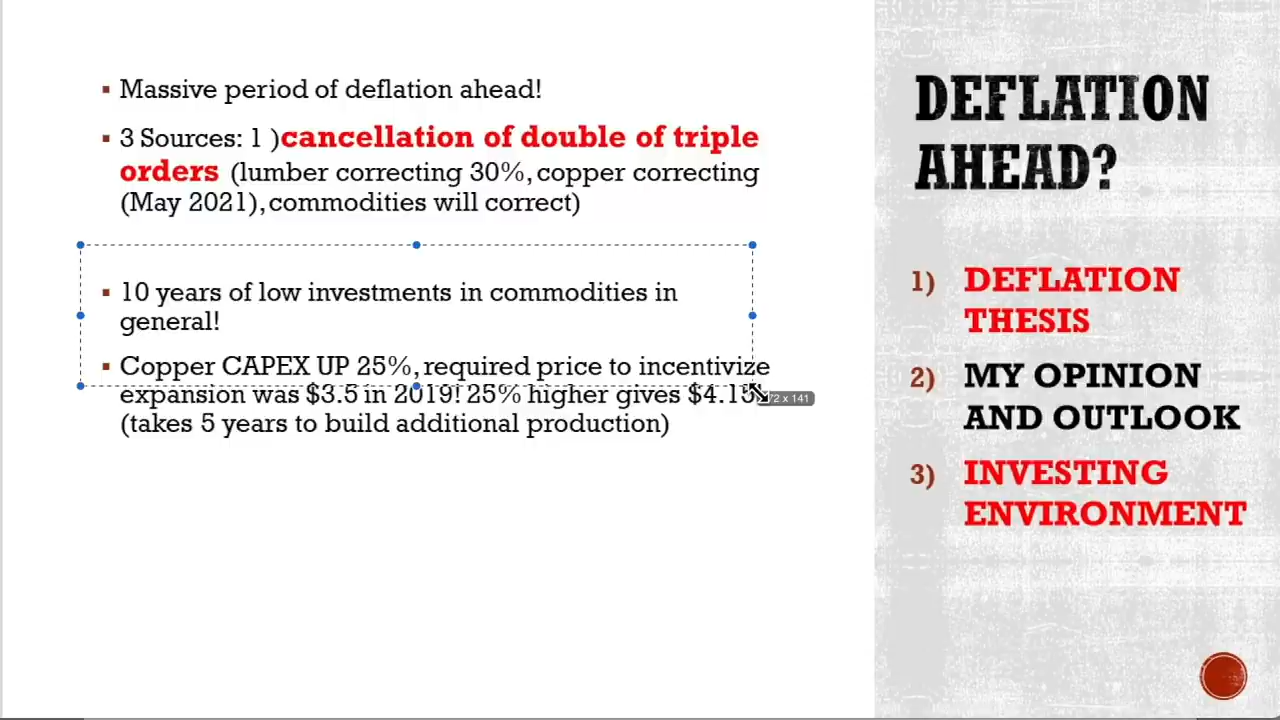 Massive period of deflation ahead!
3 Sources: 1 )cancellation of double of triple
orders (lumber correcting 30%, copper correcting
(May 2021), commodities will correct)
10 years of low investments in commodities in
general!
Copper CAPEX UP 25%, required price to incentivize
expansion was $3.5 in 2019! 25% higher gives
(takes 5 years to build additional production)
x 141
DEFLATION
AHEAD?
1) DEFLATION
THESIS
2) MY OPINION
AND OUTLOOK
3) INVESTING
ENVIRONMENT